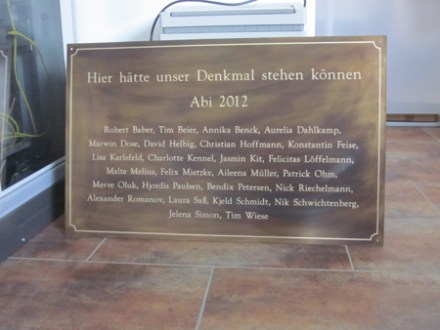 Hier hätte unser Denkmal stehen können
Abi 2012
Robert Baber, Tim Beier, Annika Benck, Aurelia Dahlkamp,
Marwin Dose, David Helbig, Christian Hoffmann, Konstantin Feise,
Lisa Karlsfeld, Charlotte Kennel, Jasmin Kit, Felicitas Löffelmann,
Malte Melius, Felix Mietzke, Aileena Müller, Patrick Ohm,
Merve Oluk, Hjördis Paulsen, Bendix Petersen, Nick Riechelmann,
Alexander Romanov, Laura Saß, Kjeld Schmidt, Nik Schwichtenberg,
Jelena Simon, Tim Wiese